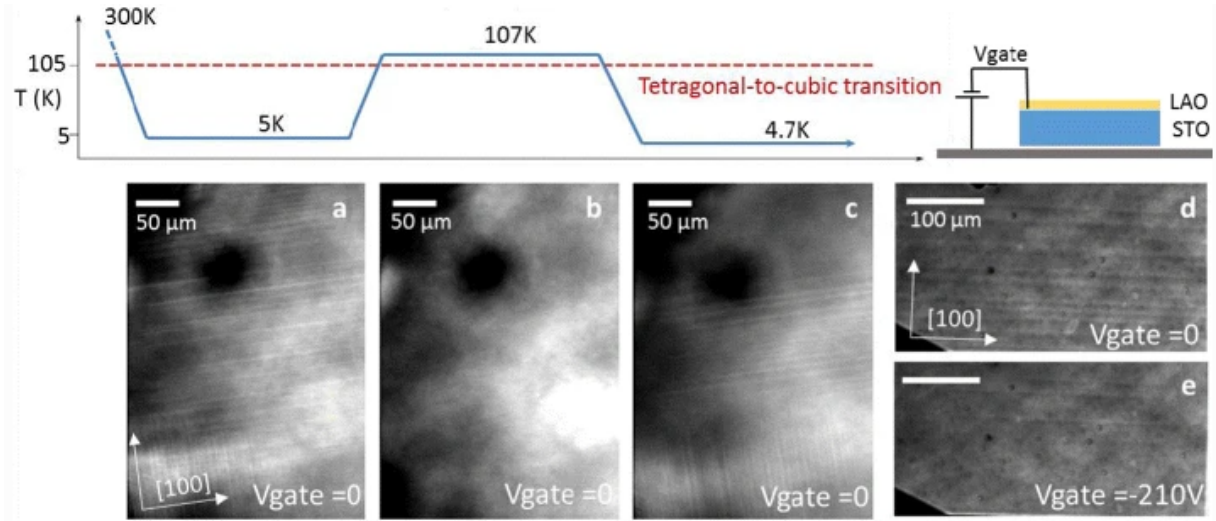 300K
105
T (K)
5
5K
107K
Tetragonal-to-cubic transition
4.7K
Vgate
LAO
STO
50 µm
a
[100]
Vgate =0
50 µm
b
Vgate =0
50 µm
c
Vgate =0
100 µm
d
[100]
Vgate =0
e
Vgate =-210V